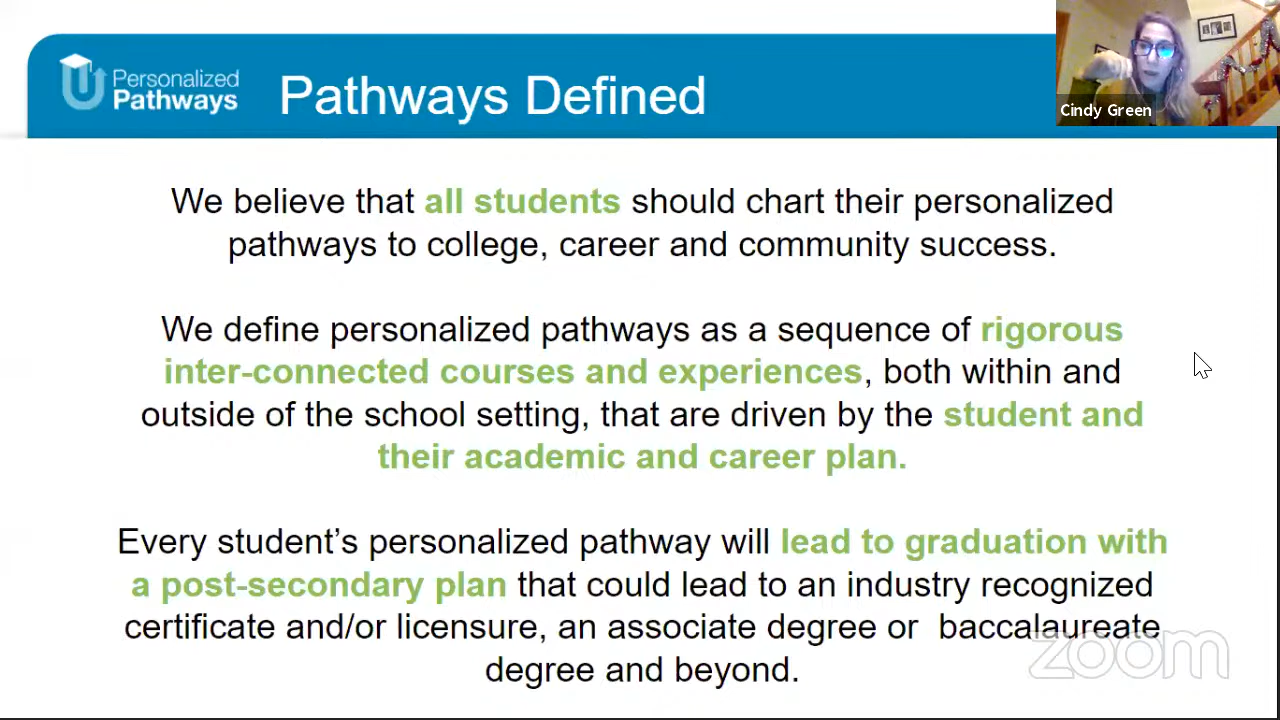 Personalized
Pathways
Pathways Defined
Cindy Green
We believe that all students should chart their personalized
pathways to college, career and community success.
We define personalized pathways as a sequence of rigorous
inter-connected courses and experiences, both within and
outside of the school setting, that are driven by the student and
their academic and career plan.
Every student’s personalized pathway will lead to graduation with
a post-secondary plan that could lead to an industry recognized
certificate and/or licensure, an associate degree or  baccalaureate
degree and beyond.
zoom